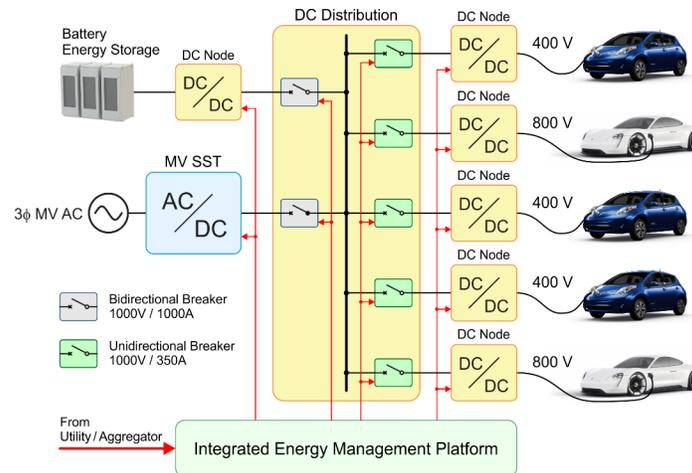 DC Distribution
Battery
Energy Storage
DC Node
DC/DC
MV SST
3ϕ MV AC
AC/DC
DC Node
DC/DC
400 V
DC Node
DC/DC
800 V
DC Node
DC/DC
400 V
DC Node
DC/DC
400 V
DC Node
DC/DC
800 V
Bidirectional Breaker
1000V / 1000A
Unidirectional Breaker
1000V / 350A
From
Utility / Aggregator
Integrated Energy Management Platform